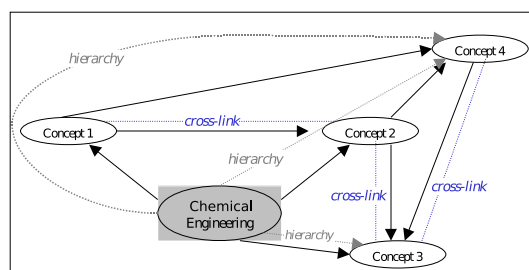 Concept 4
hierarchy
cross-link
Concept 1
Concept 2
hierarchy
cross-link
cross-link
Chemical
Engineering
hierarchy
Concept 3